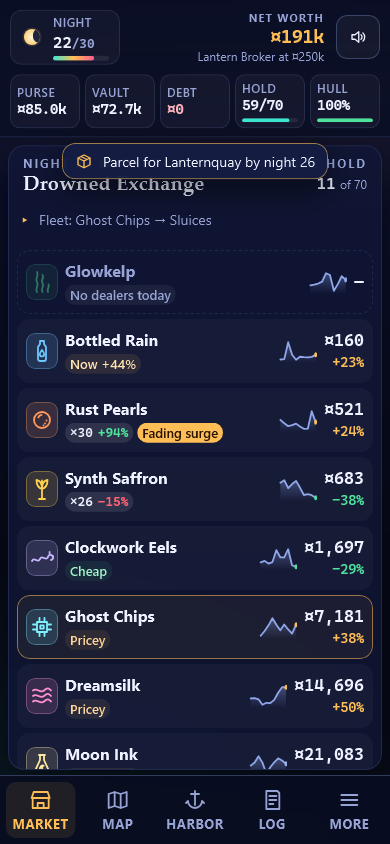 NIGHT
22/30
NET WORTH
¤191k
Lantern Broker at ¤250k
PURSE
¤85.0k
VAULT
¤72.7k
DEBT
¤0
HOLD
59/70
HULL
100%
Parcel for Lanternquay by night 26
NIGH
HOLD
Drowned Exchange
11 of 70
Fleet: Ghost Chips → Sluices
Glowkelp
No dealers today
–
Bottled Rain
Now +44%
¤160
+23%
Rust Pearls
×30 +94%
Fading surge
¤521
+24%
Synth Saffron
×26 −15%
¤683
−38%
Clockwork Eels
Cheap
¤1,697
−29%
Ghost Chips
Pricey
¤7,181
+38%
Dreamsilk
Pricey
¤14,696
+50%
Moon Ink
¤21,083
MARKET
MAP
HARBOR
LOG
MORE